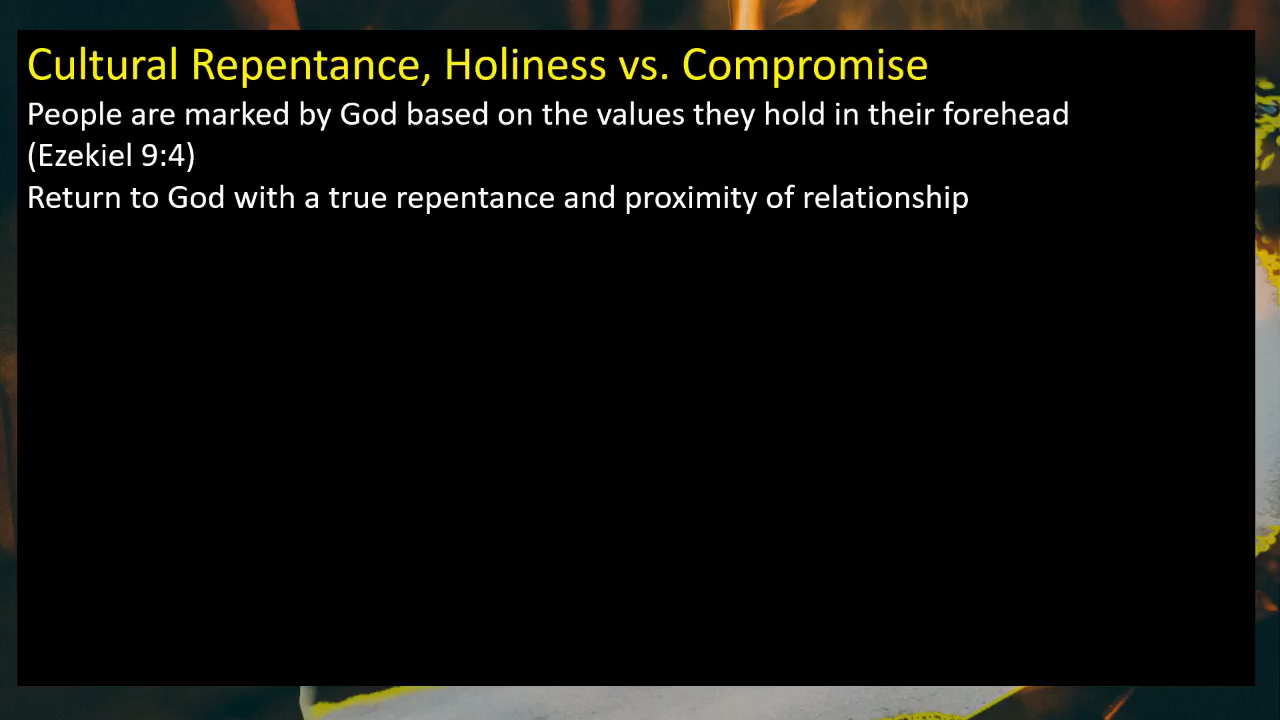 Cultural Repentance, Holiness vs. Compromise
People are marked by God based on the values they hold in their forehead
(Ezekiel 9:4)
Return to God with a true repentance and proximity of relationship